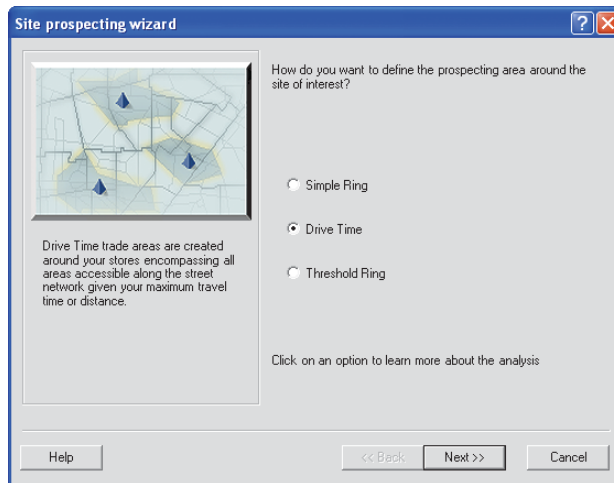 Site prospecting wizard
How do you want to define the prospecting area around the
site of interest?
Simple Ring
Drive Time
Threshold Ring
Drive Time trade areas are created
around your stores encompassing all
areas accessible along the street
network given your maximum travel
time or distance.
Click on an option to learn more about the analysis
Help
<< Back
Next >>
Cancel